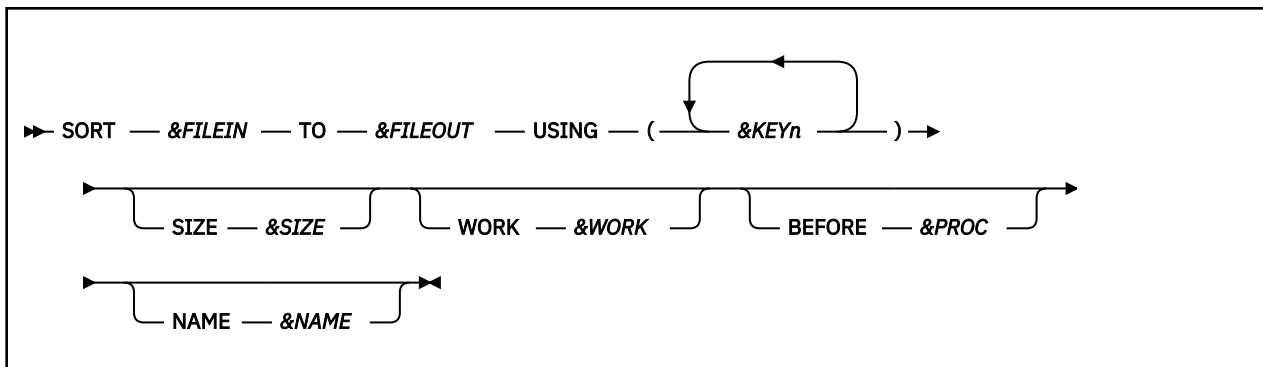 SORT &FILEIN TO &FILEOUT USING ( &KEYn )
SIZE &SIZE WORK &WORK BEFORE &PROC
NAME &NAME